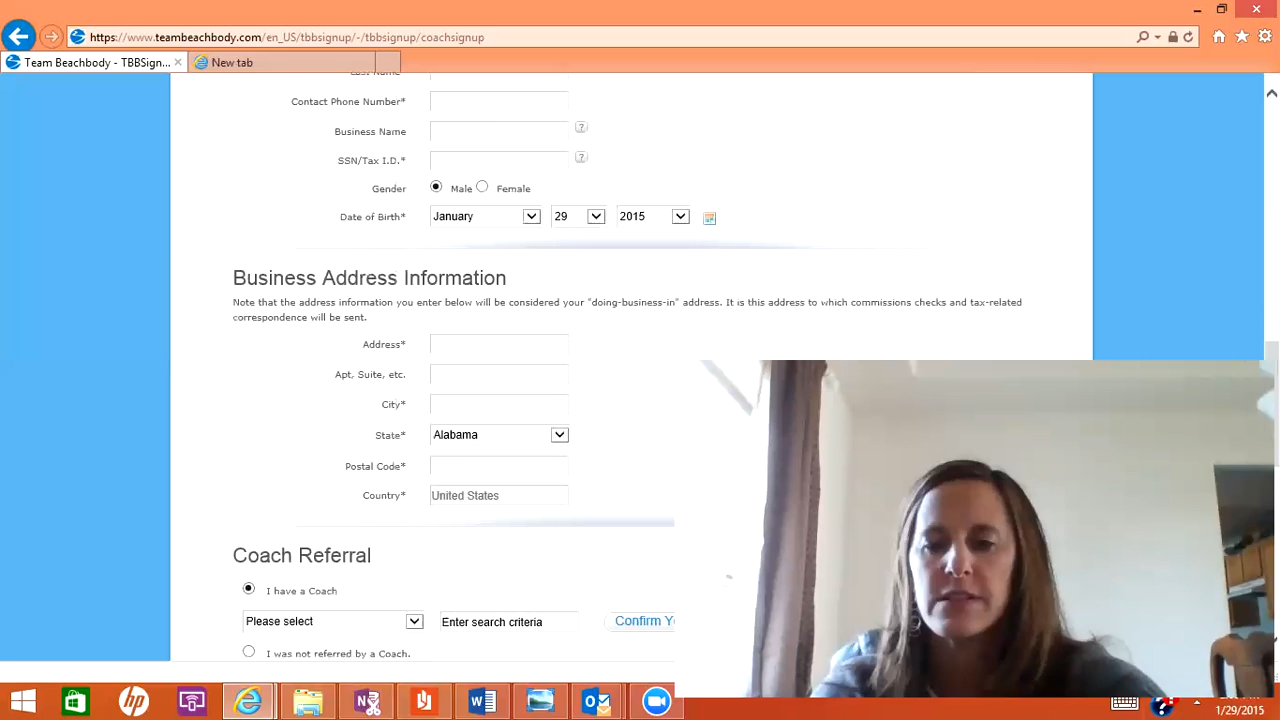 https://www.teambeachbody.com/en_US/tbbsignup/-/tbbsignup/coachsignup
Team Beachbody - TBBSign...
New tab
Last Name
Contact Phone Number*
Business Name
SSN/Tax I.D.*
Gender Male Female
Date of Birth* January 29 2015
Business Address Information
Note that the address information you enter below will be considered your "doing-business-in" address. It is this address to which commissions checks and tax-related
correspondence will be sent.
Address*
Apt, Suite, etc.
City*
State* Alabama
Postal Code*
Country* United States
Coach Referral
I have a Coach
Please select Enter search criteria Confirm Y
I was not referred by a Coach.
1/29/2015